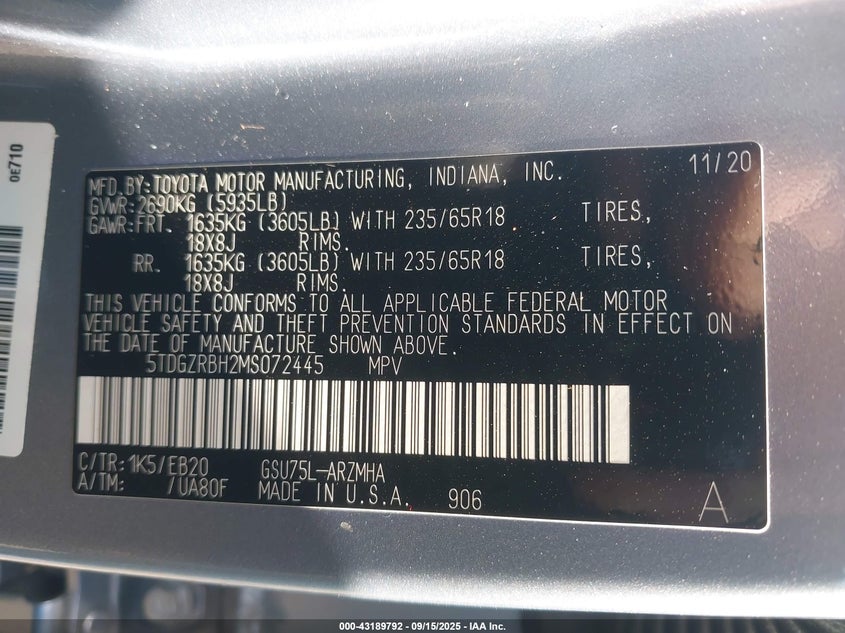 0E710
MFD.BY:TOYOTA MOTOR MANUFACTURING, INDIANA, INC. 11/20
GVWR:2690KG (5935LB)
GAWR:FRT. 1635KG (3605LB) WITH 235/65R18 TIRES,
18X8J RIMS.
RR. 1635KG (3605LB) WITH 235/65R18 TIRES,
18X8J RIMS.
THIS VEHICLE CONFORMS TO ALL APPLICABLE FEDERAL MOTOR
VEHICLE SAFETY AND THEFT PREVENTION STANDARDS IN EFFECT ON
THE DATE OF MANUFACTURE SHOWN ABOVE.
5TDGZRBH2MS072445 MPV
C/TR:1K5/EB20 GSU75L-ARZMHA
A/TM: /UA80F MADE IN U.S.A. 906 A
000-43189792 - 09/15/2025 - IAA Inc.